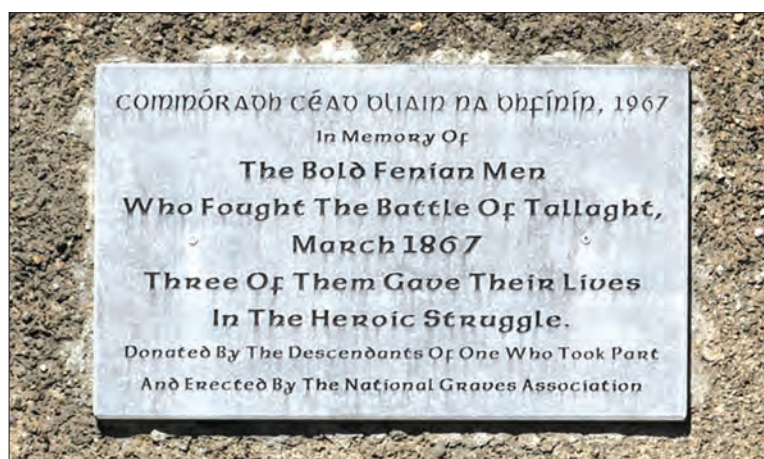 COMMÓRADH CÉAD BLIAIN NA BHFÍNÍN, 1967
In Memory Of
The Bold Fenian Men
Who Fought The Battle Of Tallaght,
March 1867
Three Of Them Gave Their Lives
In The Heroic Struggle.
Donated By The Descendants Of One Who Took Part
And Erected By The National Graves Association